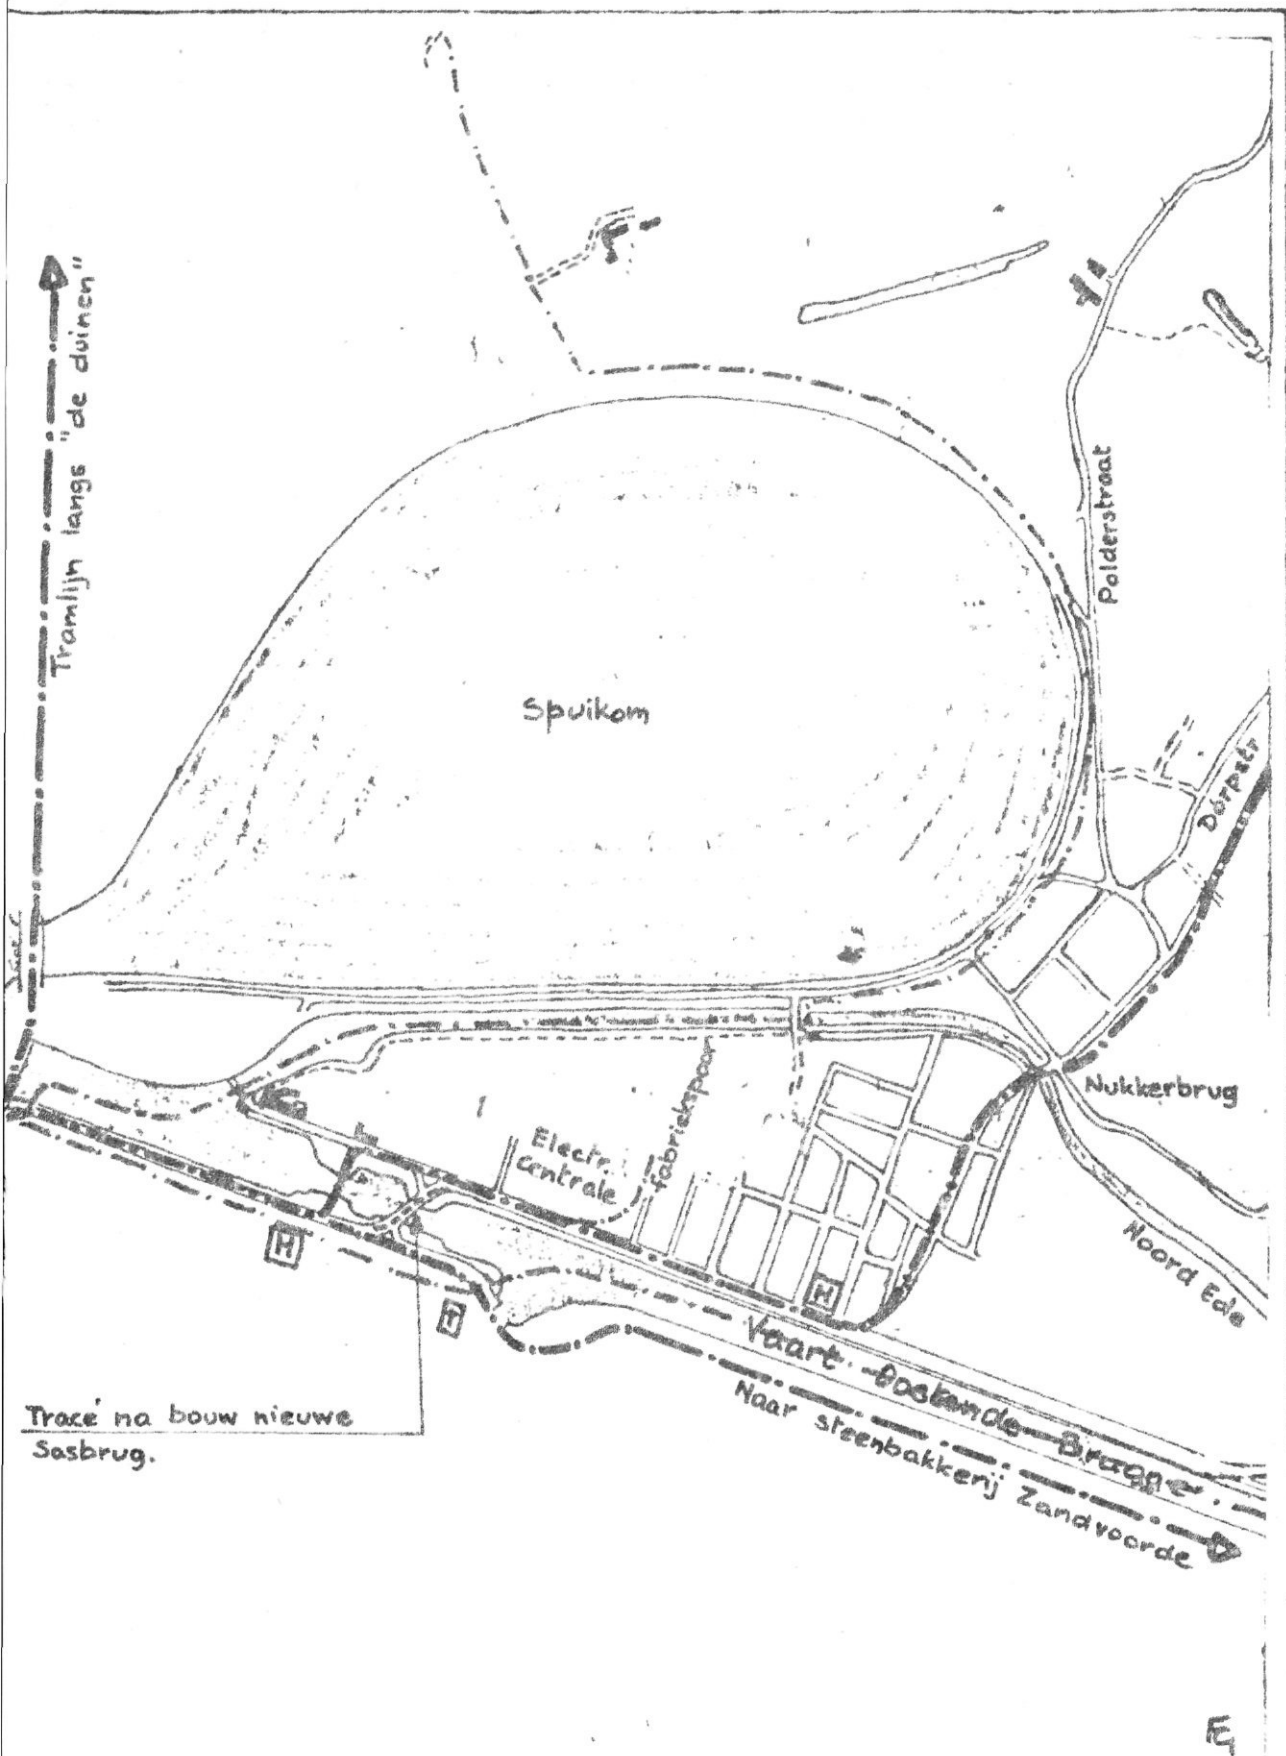 Tramlijn langs "de duinen"
Polderstraat
Spuikom
Dorpstr
Nukkerbrug
fabriekspoor
Electr.
centrale
Noord Ede
H
H
T
Vaart Oostende Brugge
Naar steenbakkerij Zandvoorde
Tracé na bouw nieuwe
Sasbrug.